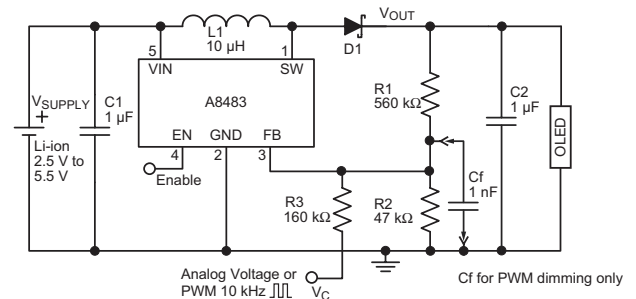 L1
10 µH
D1
VOUT
5
1
VIN
SW
A8483
EN
GND
FB
4
2
3
Enable
VSUPPLY
+
Li-ion
2.5 V to
5.5 V
C1
1 µF
R1
560 kΩ
C2
1 µF
OLED
R3
160 kΩ
R2
47 kΩ
Cf
1 nF
Analog Voltage or
PWM 10 kHz
VC
Cf for PWM dimming only